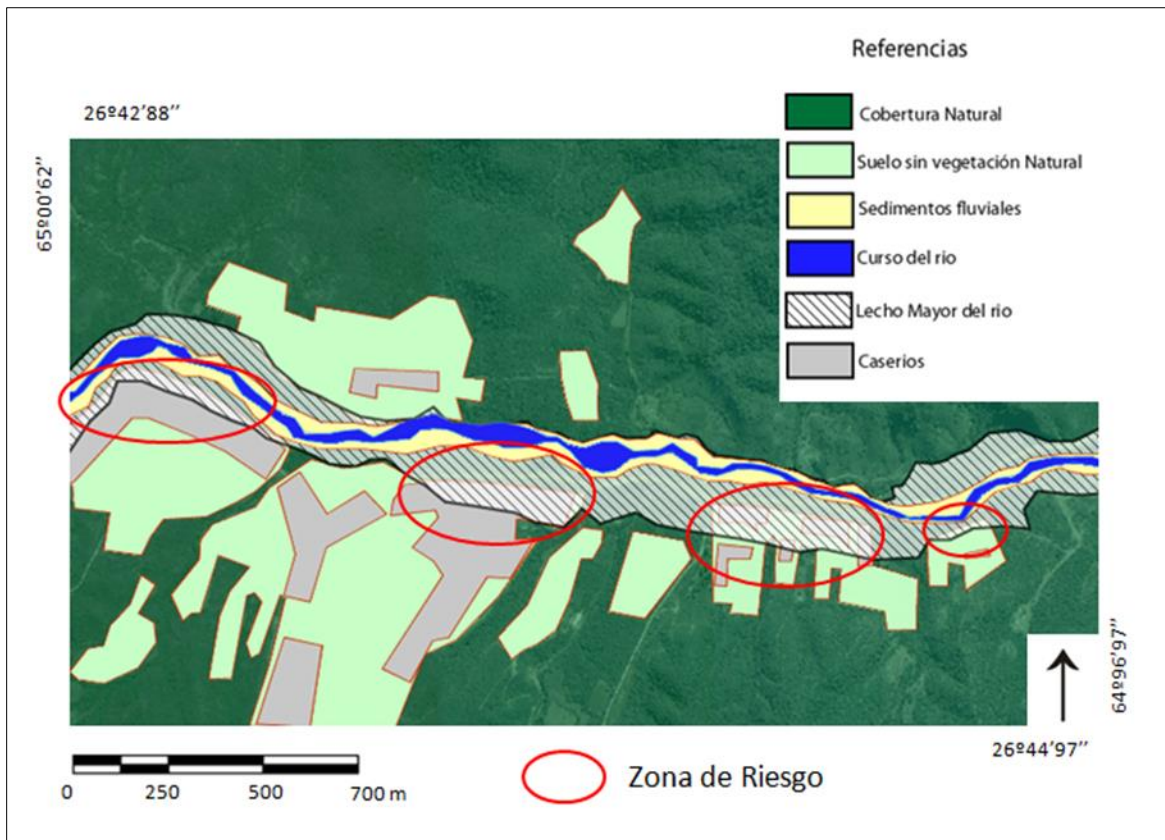 Referencias
Cobertura Natural
Suelo sin vegetación Natural
Sedimentos fluviales
Curso del rio
Lecho Mayor del rio
Caserios
26º42'88''
65º00'62''
64º96'97''
26º44'97''
0 250 500 700 m
Zona de Riesgo